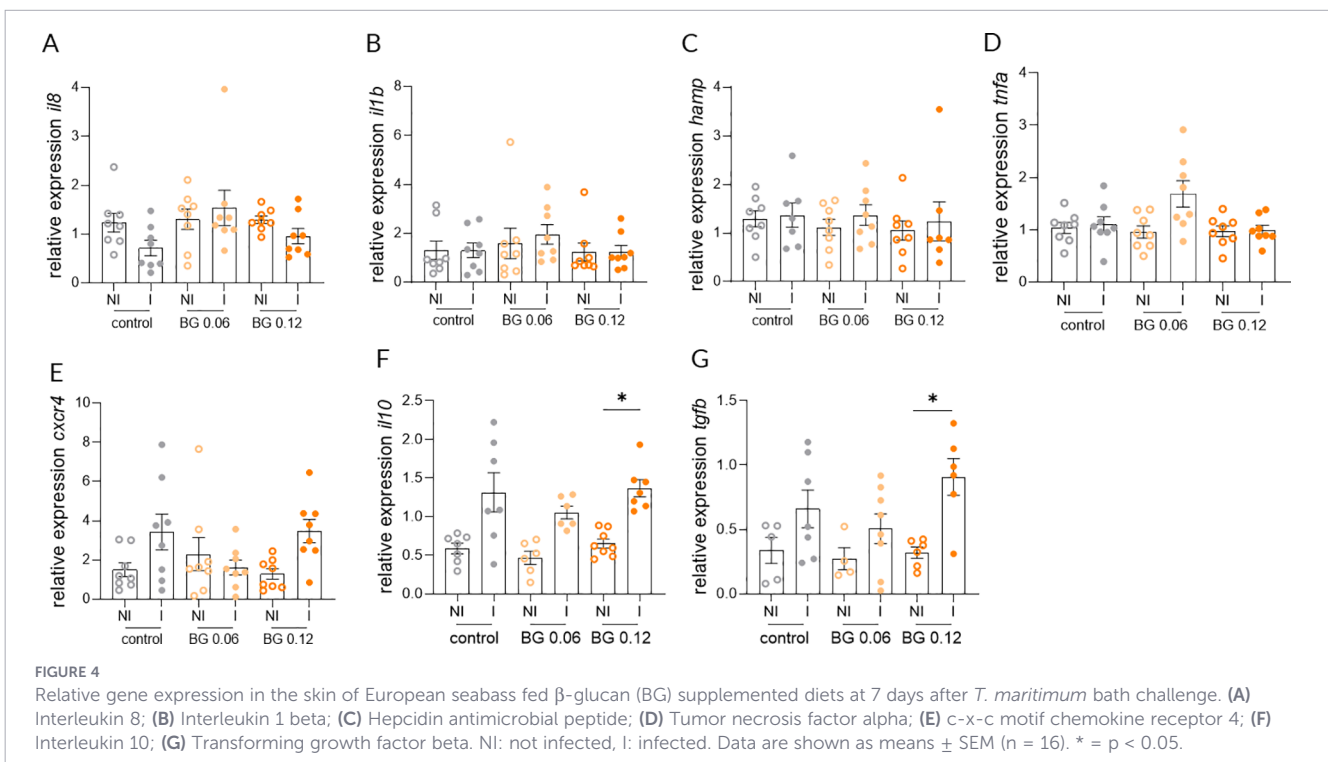 A
B
C
D
relative expression il8
4
3
2
1
0
NI
I
NI
I
NI
I
control
BG 0.06
BG 0.12
relative expression il1b
8
6
4
2
0
NI
I
NI
I
NI
I
control
BG 0.06
BG 0.12
relative expression hamp
4
3
2
1
0
NI
I
NI
I
NI
I
control
BG 0.06
BG 0.12
relative expression tnfa
4
3
2
1
0
NI
I
NI
I
NI
I
control
BG 0.06
BG 0.12
E
F
G
relative expression cxcr4
10
8
6
4
2
0
NI
I
NI
I
NI
I
control
BG 0.06
BG 0.12
Relative expression il10
2.5
2.0
1.5
1.0
0.5
0.0
*
NI
I
NI
I
NI
I
control
BG 0.06
BG 0.12
Relative expression tgfb
1.5
1.0
0.5
0.0
*
NI
I
NI
I
NI
I
control
BG 0.06
BG 0.12
FIGURE 4
Relative gene expression in the skin of European seabass fed β-glucan (BG) supplemented diets at 7 days after T. maritimum bath challenge. (A)
Interleukin 8; (B) Interleukin 1 beta; (C) Hepcidin antimicrobial peptide; (D) Tumor necrosis factor alpha; (E) c-x-c motif chemokine receptor 4; (F)
Interleukin 10; (G) Transforming growth factor beta. NI: not infected, I: infected. Data are shown as means ± SEM (n = 16). * = p < 0.05.